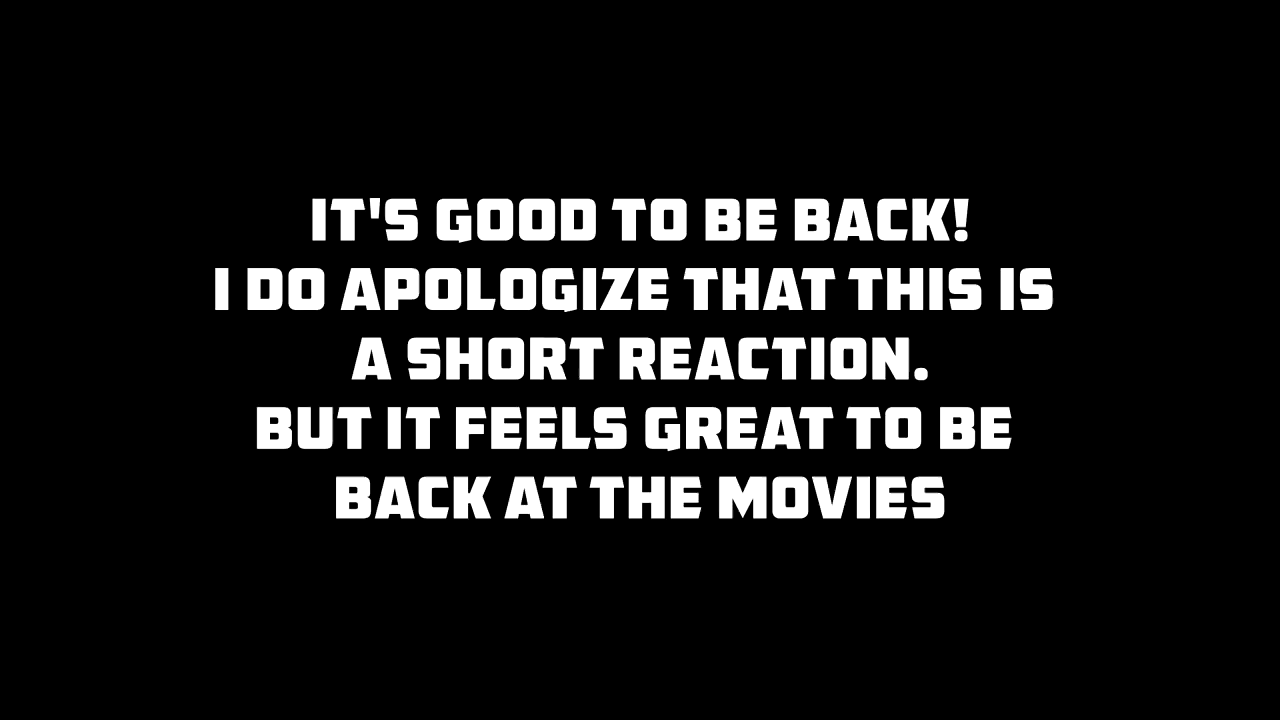 IT'S GOOD TO BE BACK!
I DO APOLOGIZE THAT THIS IS
A SHORT REACTION.
BUT IT FEELS GREAT TO BE
BACK AT THE MOVIES